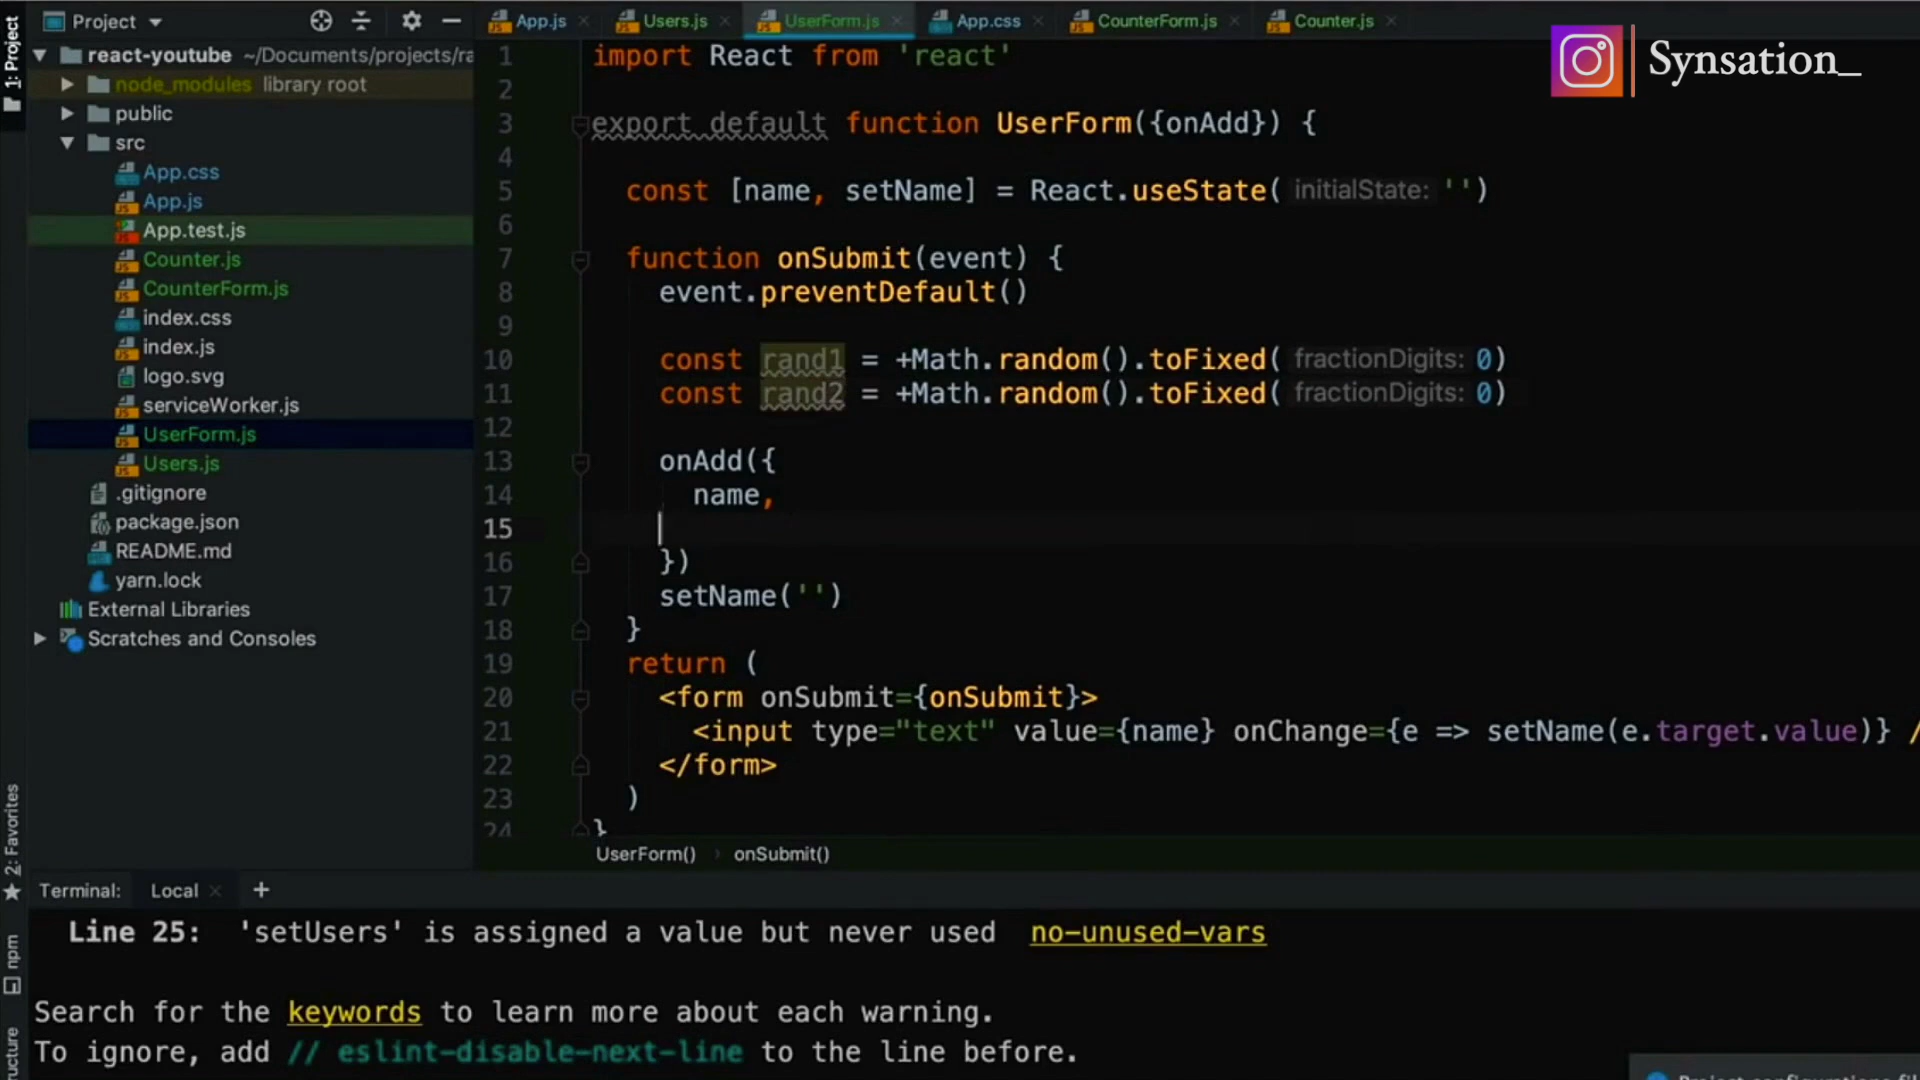 Project
App.js
Users.js
UserForm.js
App.css
CounterForm.js
Counter.js
Synsation_
1: Project
react-youtube ~/Documents/projects/ra
node_modules library root
public
src
App.css
App.js
App.test.js
Counter.js
CounterForm.js
index.css
index.js
logo.svg
serviceWorker.js
UserForm.js
Users.js
.gitignore
package.json
README.md
yarn.lock
External Libraries
Scratches and Consoles
1 import React from 'react'
2
3 export default function UserForm({onAdd}) {
4
5 const [name, setName] = React.useState( initialState: '')
6
7 function onSubmit(event) {
8 event.preventDefault()
9
10 const rand1 = +Math.random().toFixed( fractionDigits: 0)
11 const rand2 = +Math.random().toFixed( fractionDigits: 0)
12
13 onAdd({
14 name,
15
16 })
17 setName('')
18 }
19 return (
20 <form onSubmit={onSubmit}>
21 <input type="text" value={name} onChange={e => setName(e.target.value)} /
22 </form>
23 )
24 }
UserForm() onSubmit()
2: Favorites
npm
ructure
Terminal: Local +
Line 25: 'setUsers' is assigned a value but never used no-unused-vars
Search for the keywords to learn more about each warning.
To ignore, add // eslint-disable-next-line to the line before.